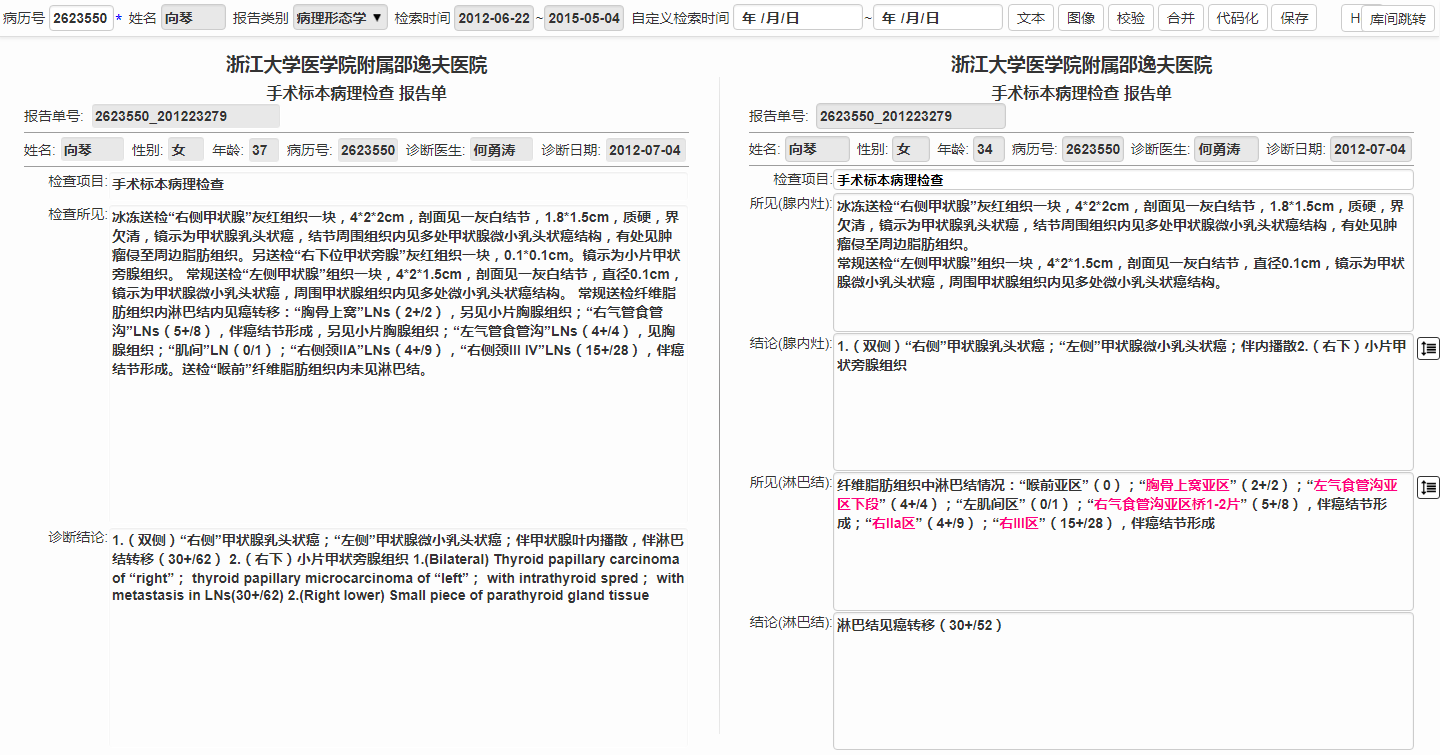 病历号 2623550 * 姓名 向琴 报告类别 病理形态学 ▼ 检索时间 2012-06-22 ~ 2015-05-04 自定义检索时间 年 /月/日 ~ 年 /月/日 文本 图像 校验 合并 代码化 保存 H 库间跳转
浙江大学医学院附属邵逸夫医院
手术标本病理检查 报告单
报告单号: 2623550_201223279
姓名: 向琴 性别: 女 年龄: 37 病历号: 2623550 诊断医生: 何勇涛 诊断日期: 2012-07-04
检查项目: 手术标本病理检查
检查所见: 冰冻送检“右侧甲状腺”灰红组织一块，4*2*2cm，剖面见一灰白结节，1.8*1.5cm，质硬，界
欠清，镜示为甲状腺乳头状癌，结节周围组织内见多处甲状腺微小乳头状癌结构，有处见肿
瘤侵至周边脂肪组织。另送检“右下位甲状旁腺”灰红组织一块，0.1*0.1cm。镜示为小片甲状
旁腺组织。 常规送检“左侧甲状腺”组织一块，4*2*1.5cm，剖面见一灰白结节，直径0.1cm，
镜示为甲状腺微小乳头状癌，周围甲状腺组织内见多处微小乳头状癌结构。 常规送检纤维脂
肪组织内淋巴结内见癌转移：“胸骨上窝”LNs（2+/2），另见小片胸腺组织；“右气管食管
沟”LNs（5+/8），伴癌结节形成，另见小片胸腺组织；“左气管食管沟”LNs（4+/4），见胸
腺组织；“肌间”LN（0/1）；“右侧颈IIA”LNs（4+/9），“右侧颈III IV”LNs（15+/28），伴癌
结节形成。送检“喉前”纤维脂肪组织内未见淋巴结。
诊断结论: 1.（双侧）“右侧”甲状腺乳头状癌；“左侧”甲状腺微小乳头状癌；伴甲状腺叶内播散，伴淋巴
结转移（30+/62） 2.（右下）小片甲状旁腺组织 1.(Bilateral) Thyroid papillary carcinoma
of “right”； thyroid papillary microcarcinoma of “left”； with intrathyroid spred； with
metastasis in LNs(30+/62) 2.(Right lower) Small piece of parathyroid gland tissue
浙江大学医学院附属邵逸夫医院
手术标本病理检查 报告单
报告单号: 2623550_201223279
姓名: 向琴 性别: 女 年龄: 34 病历号: 2623550 诊断医生: 何勇涛 诊断日期: 2012-07-04
检查项目: 手术标本病理检查
所见(腺内灶): 冰冻送检“右侧甲状腺”灰红组织一块，4*2*2cm，剖面见一灰白结节，1.8*1.5cm，质硬，界
欠清，镜示为甲状腺乳头状癌，结节周围组织内见多处甲状腺微小乳头状癌结构，有处见肿
瘤侵至周边脂肪组织。
常规送检“左侧甲状腺”组织一块，4*2*1.5cm，剖面见一灰白结节，直径0.1cm，镜示为甲状
腺微小乳头状癌，周围甲状腺组织内见多处微小乳头状癌结构。
结论(腺内灶): 1.（双侧）“右侧”甲状腺乳头状癌；“左侧”甲状腺微小乳头状癌；伴内播散2.（右下）小片甲
状旁腺组织
所见(淋巴结): 纤维脂肪组织中淋巴结情况：“喉前亚区”（0）；“胸骨上窝亚区”（2+/2）；“左气食管沟亚
区下段”（4+/4）；“左肌间区”（0/1）；“右气食管沟亚区桥1-2片”（5+/8），伴癌结节形
成；“右IIa区”（4+/9）；“右III区”（15+/28），伴癌结节形成
结论(淋巴结): 淋巴结见癌转移（30+/52）